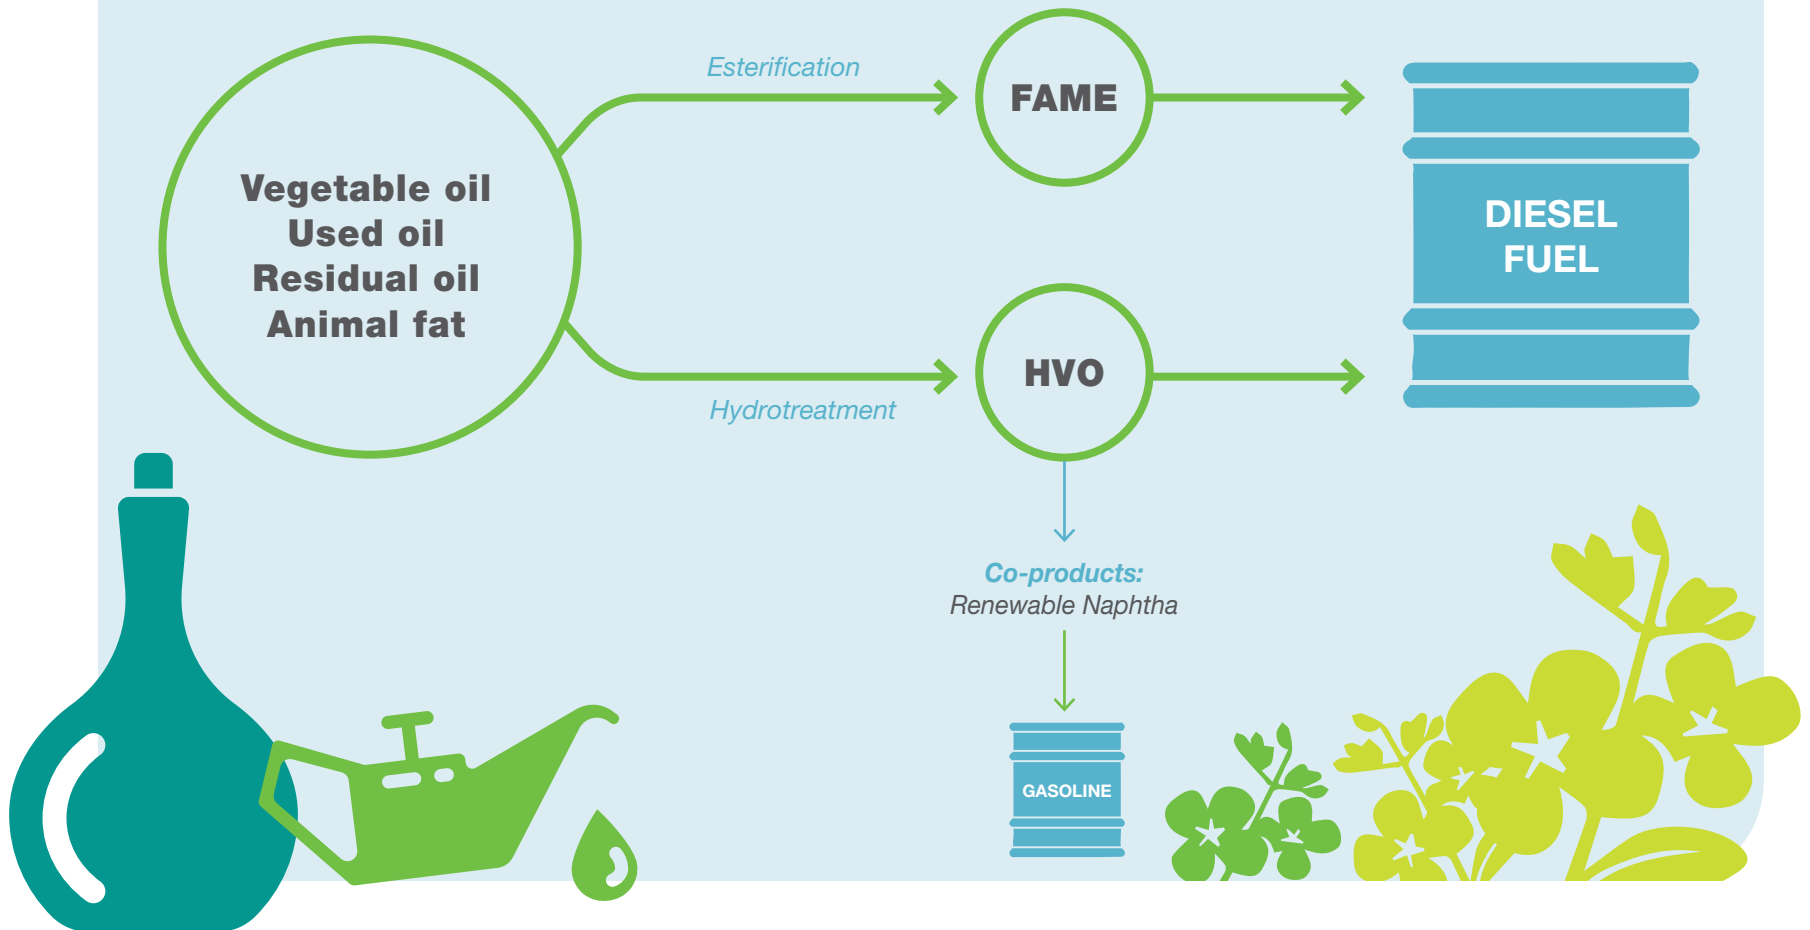 Esterification
FAME
Vegetable oil
Used oil
Residual oil
Animal fat
DIESEL
FUEL
HVO
Hydrotreatment
Co-products:
Renewable Naphtha
GASOLINE